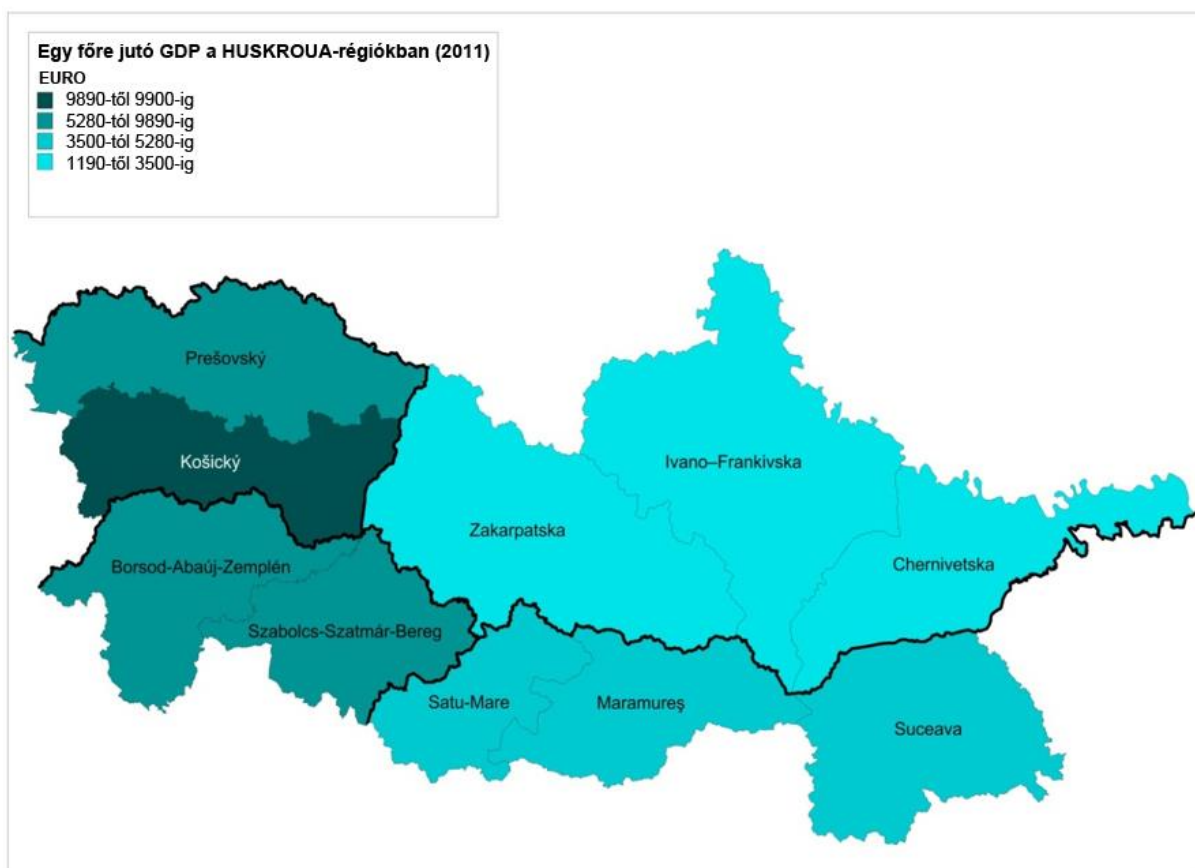 Egy főre jutó GDP a HUSKROUA-régiókban (2011)
EURO
9890-től 9900-ig
5280-tól 9890-ig
3500-tól 5280-ig
1190-től 3500-ig
Prešovský
Košický
Ivano–Frankivska
Zakarpatska
Chernivetska
Borsod-Abaúj-Zemplén
Szabolcs-Szatmár-Bereg
Satu-Mare
Maramureş
Suceava